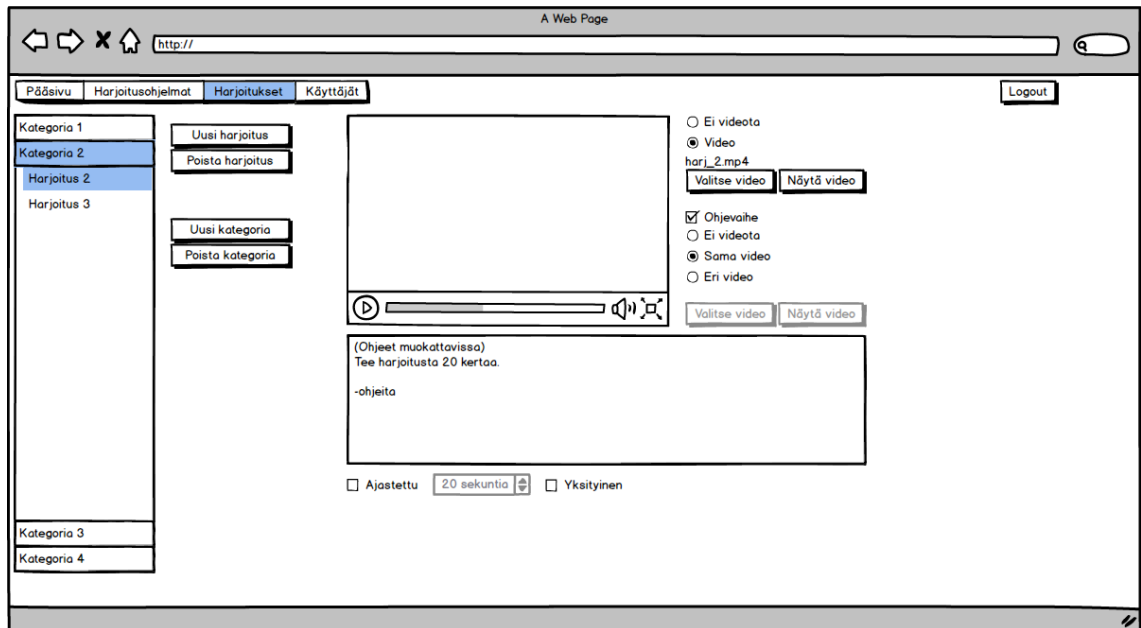 A Web Page
http://
Pääsivu Harjoitusohjelmat Harjoitukset Käyttäjät Logout
Kategoria 1
Kategoria 2
Harjoitus 2
Harjoitus 3
Kategoria 3
Kategoria 4
Uusi harjoitus
Poista harjoitus
Uusi kategoria
Poista kategoria
Ei videota
Video
harj_2.mp4
Valitse video Näytä video
Ohjevaihe
Ei videota
Sama video
Eri video
Valitse video Näytä video
(Ohjeet muokattavissa)
Tee harjoitusta 20 kertaa.
-ohjeita
Ajastettu 20 sekuntia Yksityinen